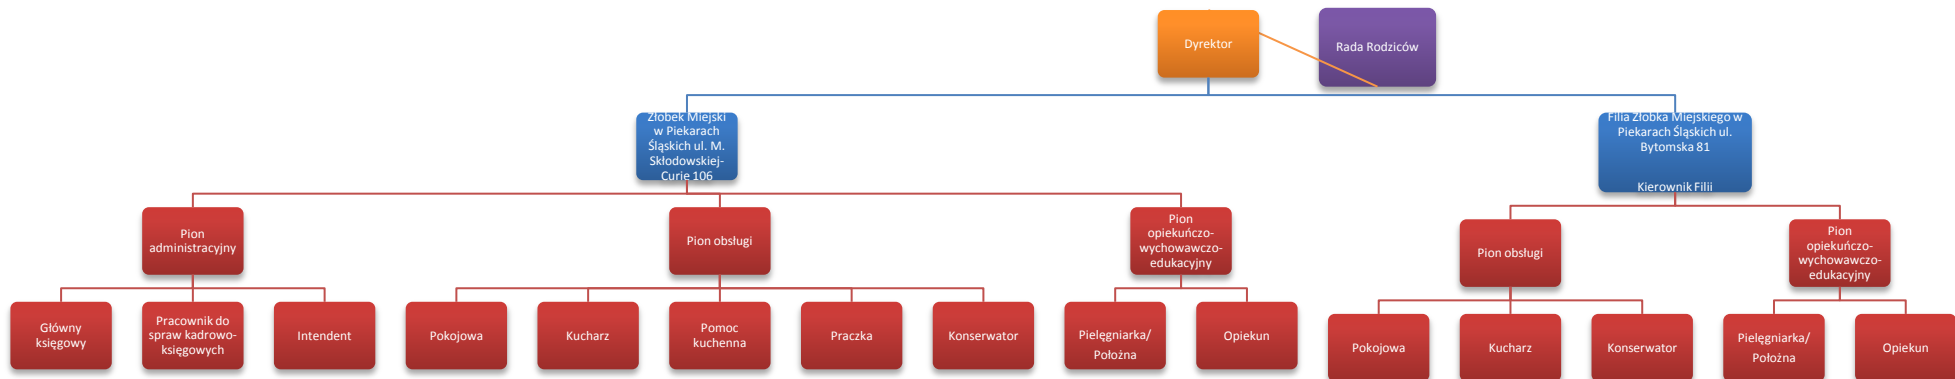 Dyrektor
Rada Rodziców
Żłobek Miejski
w Piekarach
Śląskich ul. M.
Skłodowskiej-
Curie 106
Filia Żłobka Miejskiego w
Piekarach Śląskich ul.
Bytomska 81
Kierownik Filii
Pion
administracyjny
Pion obsługi
Pion
opiekuńczo-
wychowawczo-
edukacyjny
Pion obsługi
Pion
opiekuńczo-
wychowawczo-
edukacyjny
Główny
księgowy
Pracownik do
spraw kadrowo-
księgowych
Intendent
Pokojowa
Kucharz
Pomoc
kuchenna
Praczka
Konserwator
Pielęgniarka/
Położna
Opiekun
Pokojowa
Kucharz
Konserwator
Pielęgniarka/
Położna
Opiekun